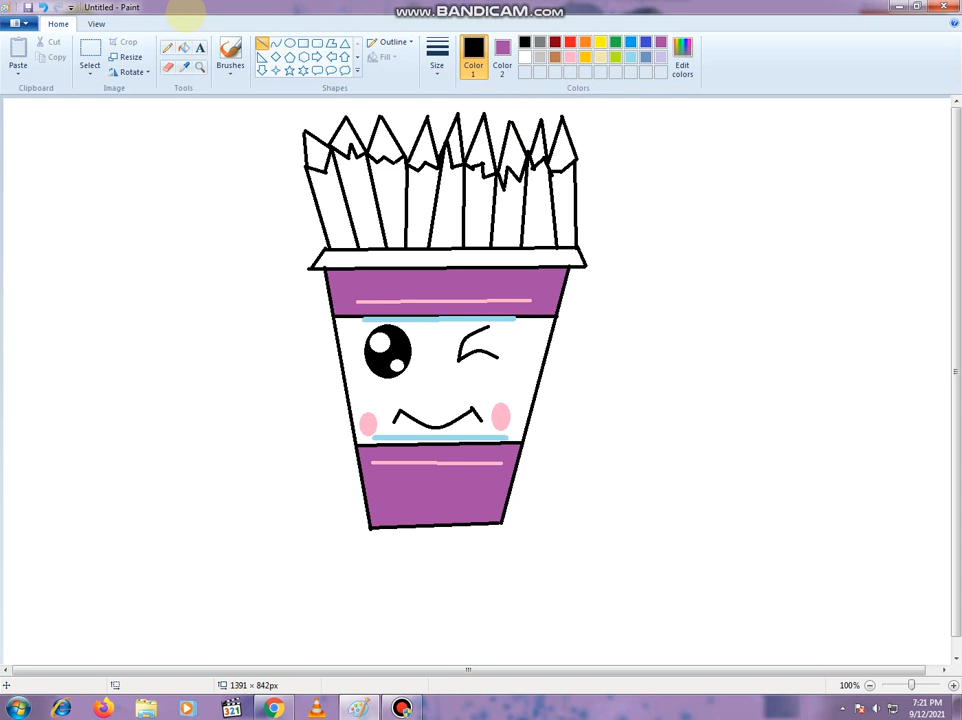 Untitled - Paint
www.BANDICAM.com
Home View
Paste
Cut
Copy
Clipboard
Select
Crop
Resize
Rotate
Image
Tools
Brushes
Outline
Fill
Shapes
Size
Color 1
Color 2
Edit colors
Colors
1391 × 842px
100%
321
7:21 PM
9/12/2021